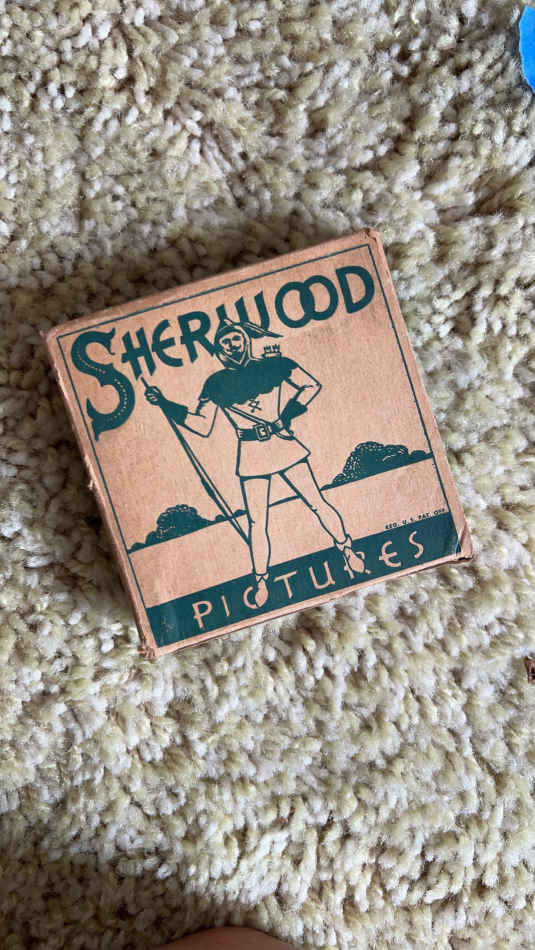 SHERWOOD
REG. U. S. PAT. OFF.
PICTURES